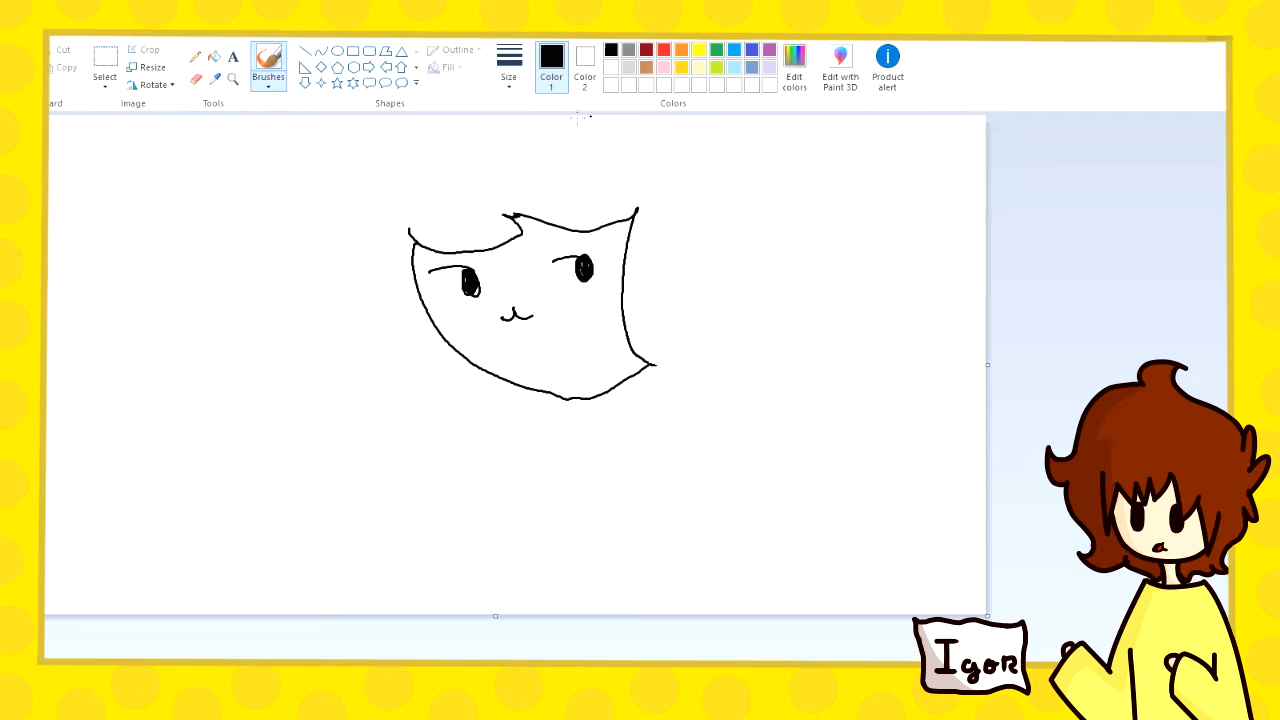 Cut
Copy
ard
Select
Crop
Resize
Rotate
Image
A
Tools
Brushes
Outline
Fill
Shapes
Size
Color
1
Color
2
Colors
Edit
colors
Edit with
Paint 3D
Product
alert
Igor